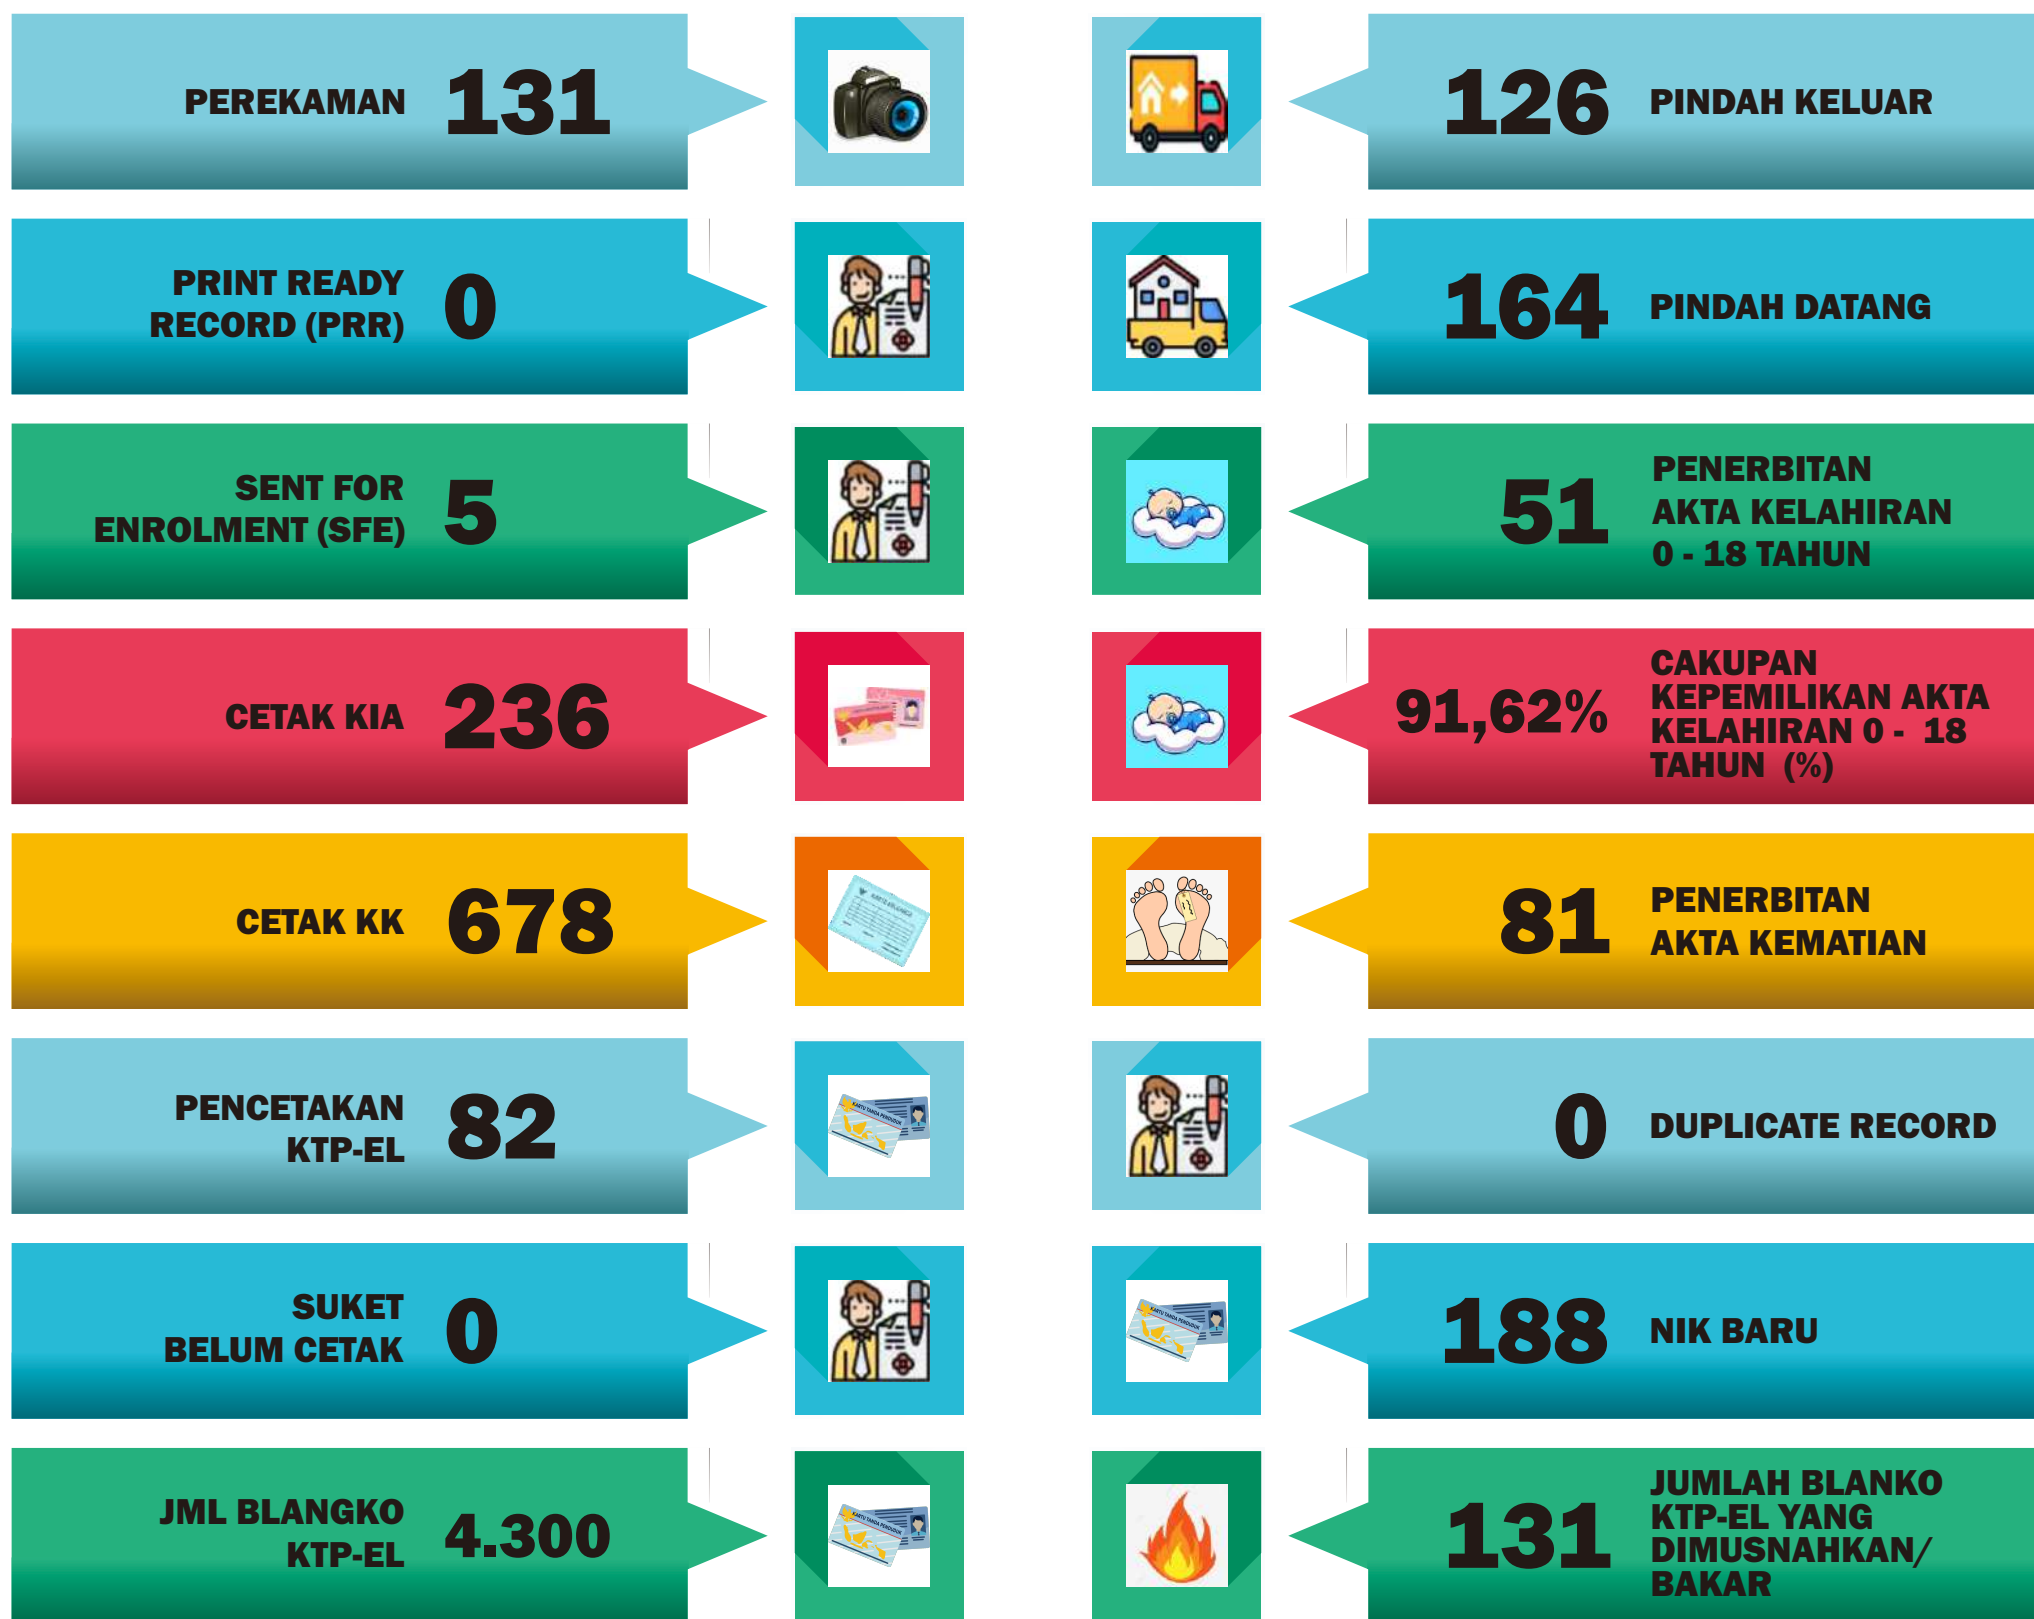 PEREKAMAN 131
126 PINDAH KELUAR
PRINT READY
RECORD (PRR) 0
164 PINDAH DATANG
SENT FOR
ENROLMENT (SFE) 5
51 PENERBITAN
AKTA KELAHIRAN
0 - 18 TAHUN
CETAK KIA 236
91,62% CAKUPAN
KEPEMILIKAN AKTA
KELAHIRAN 0 - 18
TAHUN (%)
CETAK KK 678
81 PENERBITAN
AKTA KEMATIAN
PENCETAKAN
KTP-EL 82
0 DUPLICATE RECORD
SUKET
BELUM CETAK 0
188 NIK BARU
JML BLANGKO
KTP-EL 4.300
131 JUMLAH BLANKO
KTP-EL YANG
DIMUSNAHKAN/
BAKAR